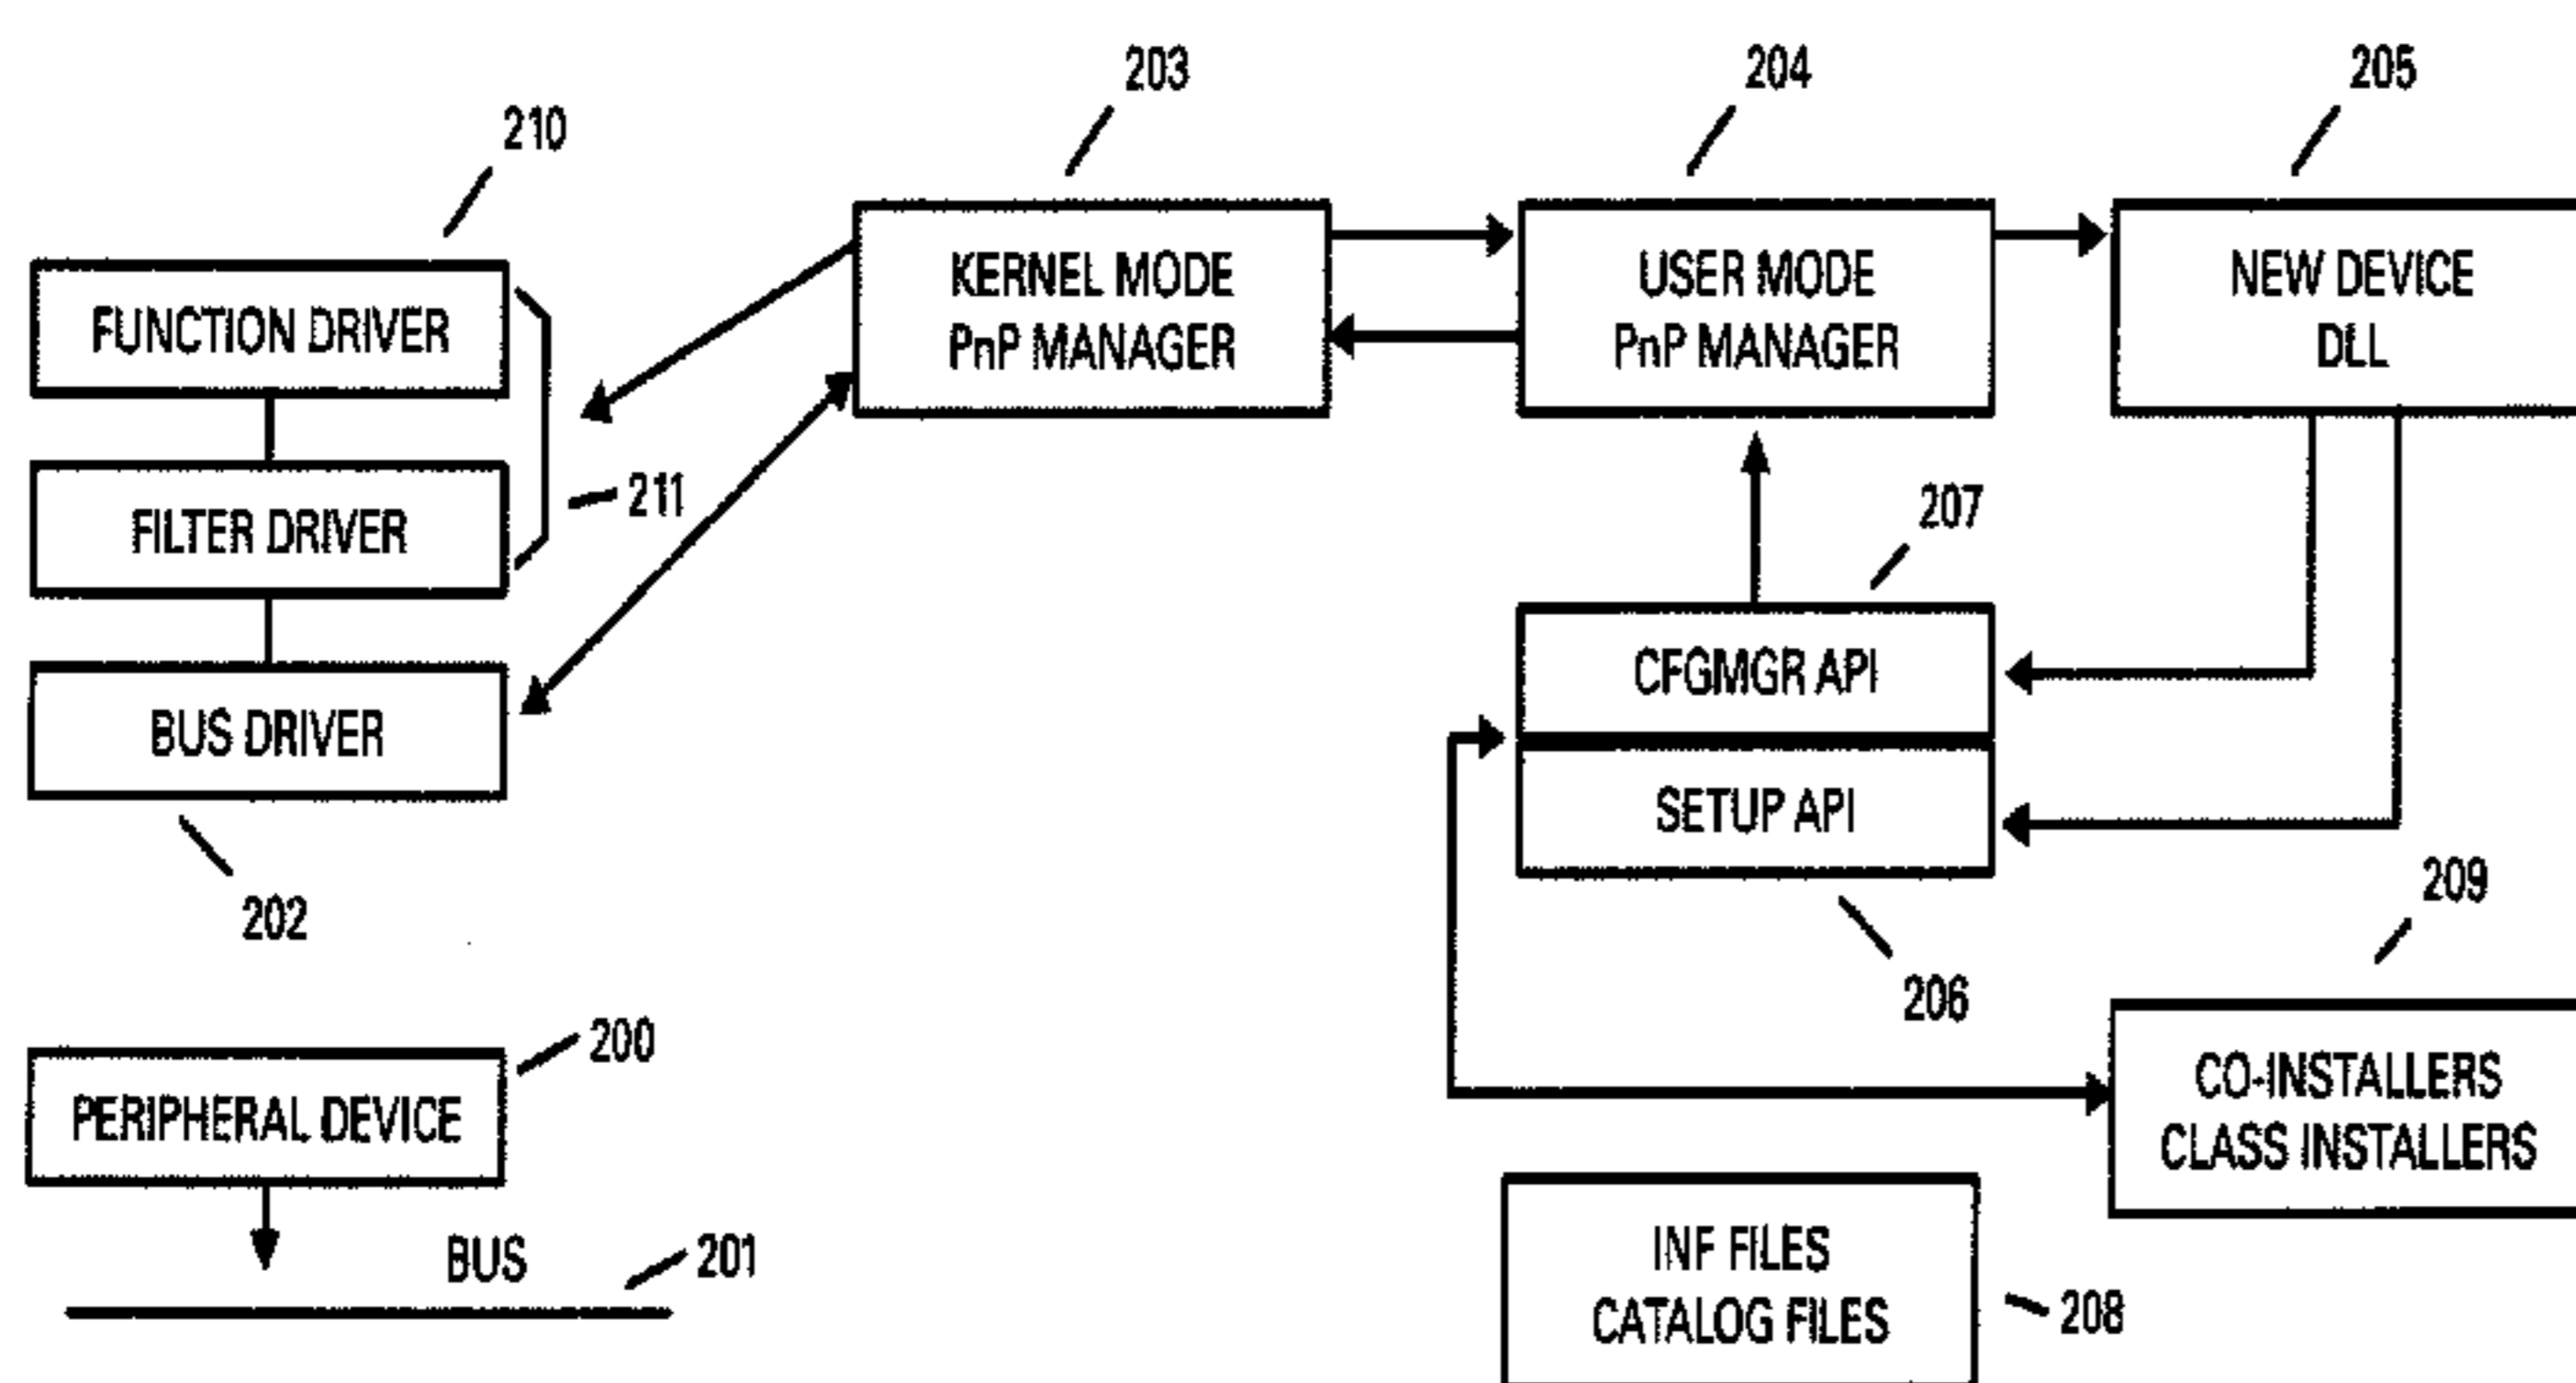 203
204
205
210
KERNEL MODE
PnP MANAGER
USER MODE
PnP MANAGER
NEW DEVICE
DLL
FUNCTION DRIVER
211
FILTER DRIVER
207
CFGMGR API
BUS DRIVER
SETUP API
202
206
209
200
PERIPHERAL DEVICE
CO-INSTALLERS
CLASS INSTALLERS
BUS
201
INF FILES
CATALOG FILES
208